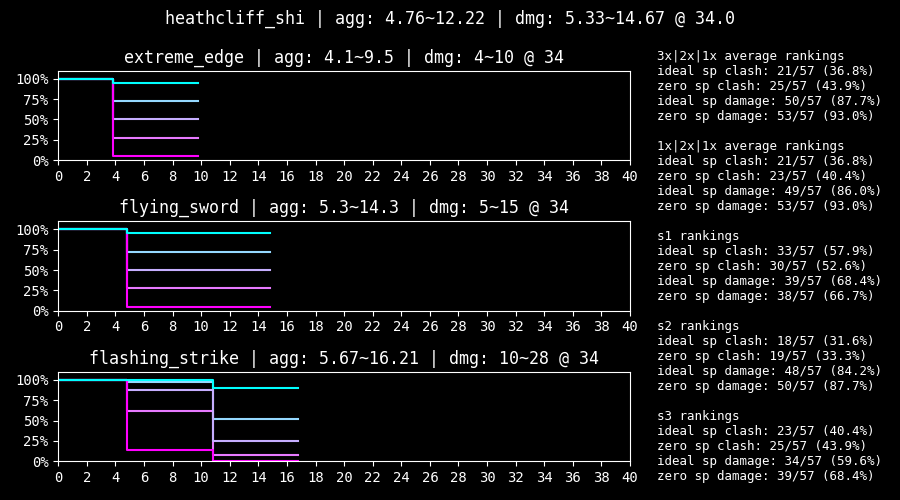 heathcliff_shi | agg: 4.76~12.22 | dmg: 5.33~14.67 @ 34.0
extreme_edge | agg: 4.1~9.5 | dmg: 4~10 @ 34
100%
75%
50%
25%
0%
0 2 4 6 8 10 12 14 16 18 20 22 24 26 28 30 32 34 36 38 40
flying_sword | agg: 5.3~14.3 | dmg: 5~15 @ 34
100%
75%
50%
25%
0%
0 2 4 6 8 10 12 14 16 18 20 22 24 26 28 30 32 34 36 38 40
flashing_strike | agg: 5.67~16.21 | dmg: 10~28 @ 34
100%
75%
50%
25%
0%
0 2 4 6 8 10 12 14 16 18 20 22 24 26 28 30 32 34 36 38 40
3x|2x|1x average rankings
ideal sp clash: 21/57 (36.8%)
zero sp clash: 25/57 (43.9%)
ideal sp damage: 50/57 (87.7%)
zero sp damage: 53/57 (93.0%)
1x|2x|1x average rankings
ideal sp clash: 21/57 (36.8%)
zero sp clash: 23/57 (40.4%)
ideal sp damage: 49/57 (86.0%)
zero sp damage: 53/57 (93.0%)
s1 rankings
ideal sp clash: 33/57 (57.9%)
zero sp clash: 30/57 (52.6%)
ideal sp damage: 39/57 (68.4%)
zero sp damage: 38/57 (66.7%)
s2 rankings
ideal sp clash: 18/57 (31.6%)
zero sp clash: 19/57 (33.3%)
ideal sp damage: 48/57 (84.2%)
zero sp damage: 50/57 (87.7%)
s3 rankings
ideal sp clash: 23/57 (40.4%)
zero sp clash: 25/57 (43.9%)
ideal sp damage: 34/57 (59.6%)
zero sp damage: 39/57 (68.4%)